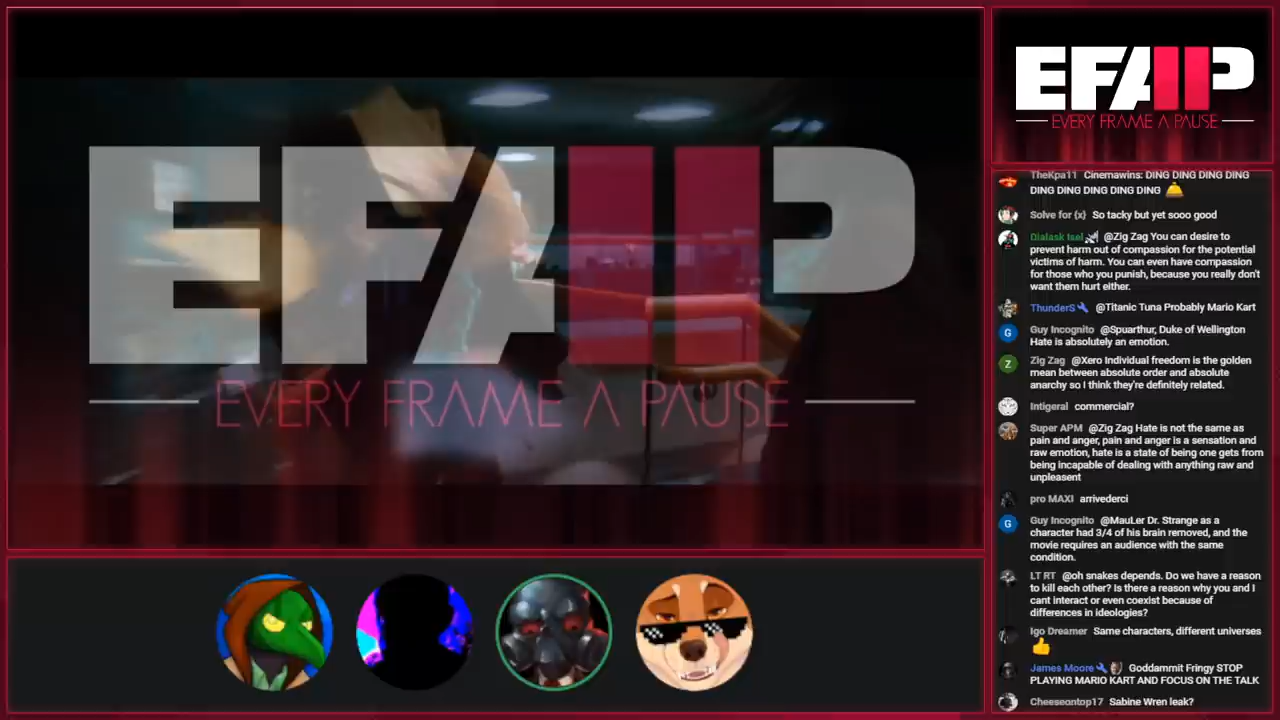 EFAP
EVERY FRAME A PAUSE
EFAP
EVERY FRAME A PAUSE
TheKpa11 Cinemawins: DING DING DING DING
DING DING DING DING DING
Solve for {x} So tacky but yet sooo good
Dialask tsei @Zig Zag You can desire to
prevent harm out of compassion for the potential
victims of harm. You can even have compassion
for those who you punish, because you really don't
want them hurt either.
ThunderS @Titanic Tuna Probably Mario Kart
G
Guy Incognito @Spuarthur, Duke of Wellington
Hate is absolutely an emotion.
Z
Zig Zag @Xero Individual freedom is the golden
mean between absolute order and absolute
anarchy so I think they're definitely related.
Intigeral commercial?
Super APM @Zig Zag Hate is not the same as
pain and anger, pain and anger is a sensation and
raw emotion, hate is a state of being one gets from
being incapable of dealing with anything raw and
unpleasent
pro MAXI arrivederci
G
Guy Incognito @MauLer Dr. Strange as a
character had 3/4 of his brain removed, and the
movie requires an audience with the same
condition.
LT RT @oh snakes depends. Do we have a reason
to kill each other? Is there a reason why you and I
cant interact or even coexist because of
differences in ideologies?
Igo Dreamer Same characters, different universes
James Moore Goddammit Fringy STOP
PLAYING MARIO KART AND FOCUS ON THE TALK
Cheeseontop17 Sabine Wren leak?